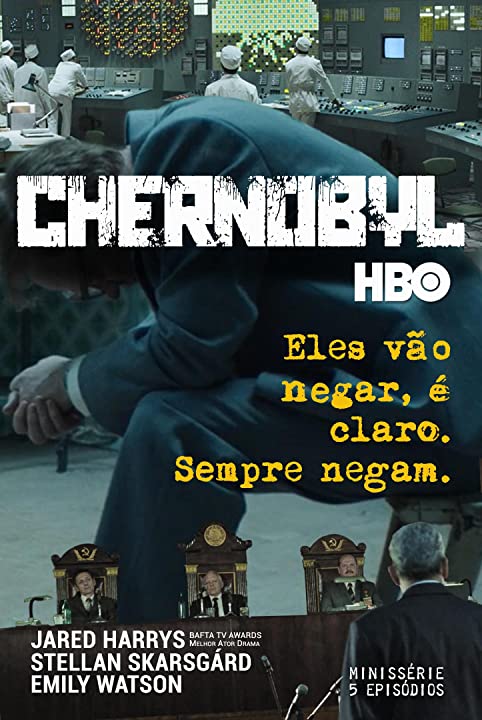 CHERNOBYL
HBO
Eles vão
negar, é
claro.
Sempre negam.
JARED HARRYS BAFTA TV AWARDS
MELHOR ATOR DRAMA
STELLAN SKARSGÁRD
EMILY WATSON
MINISSÉRIE
5 EPISÓDIOS